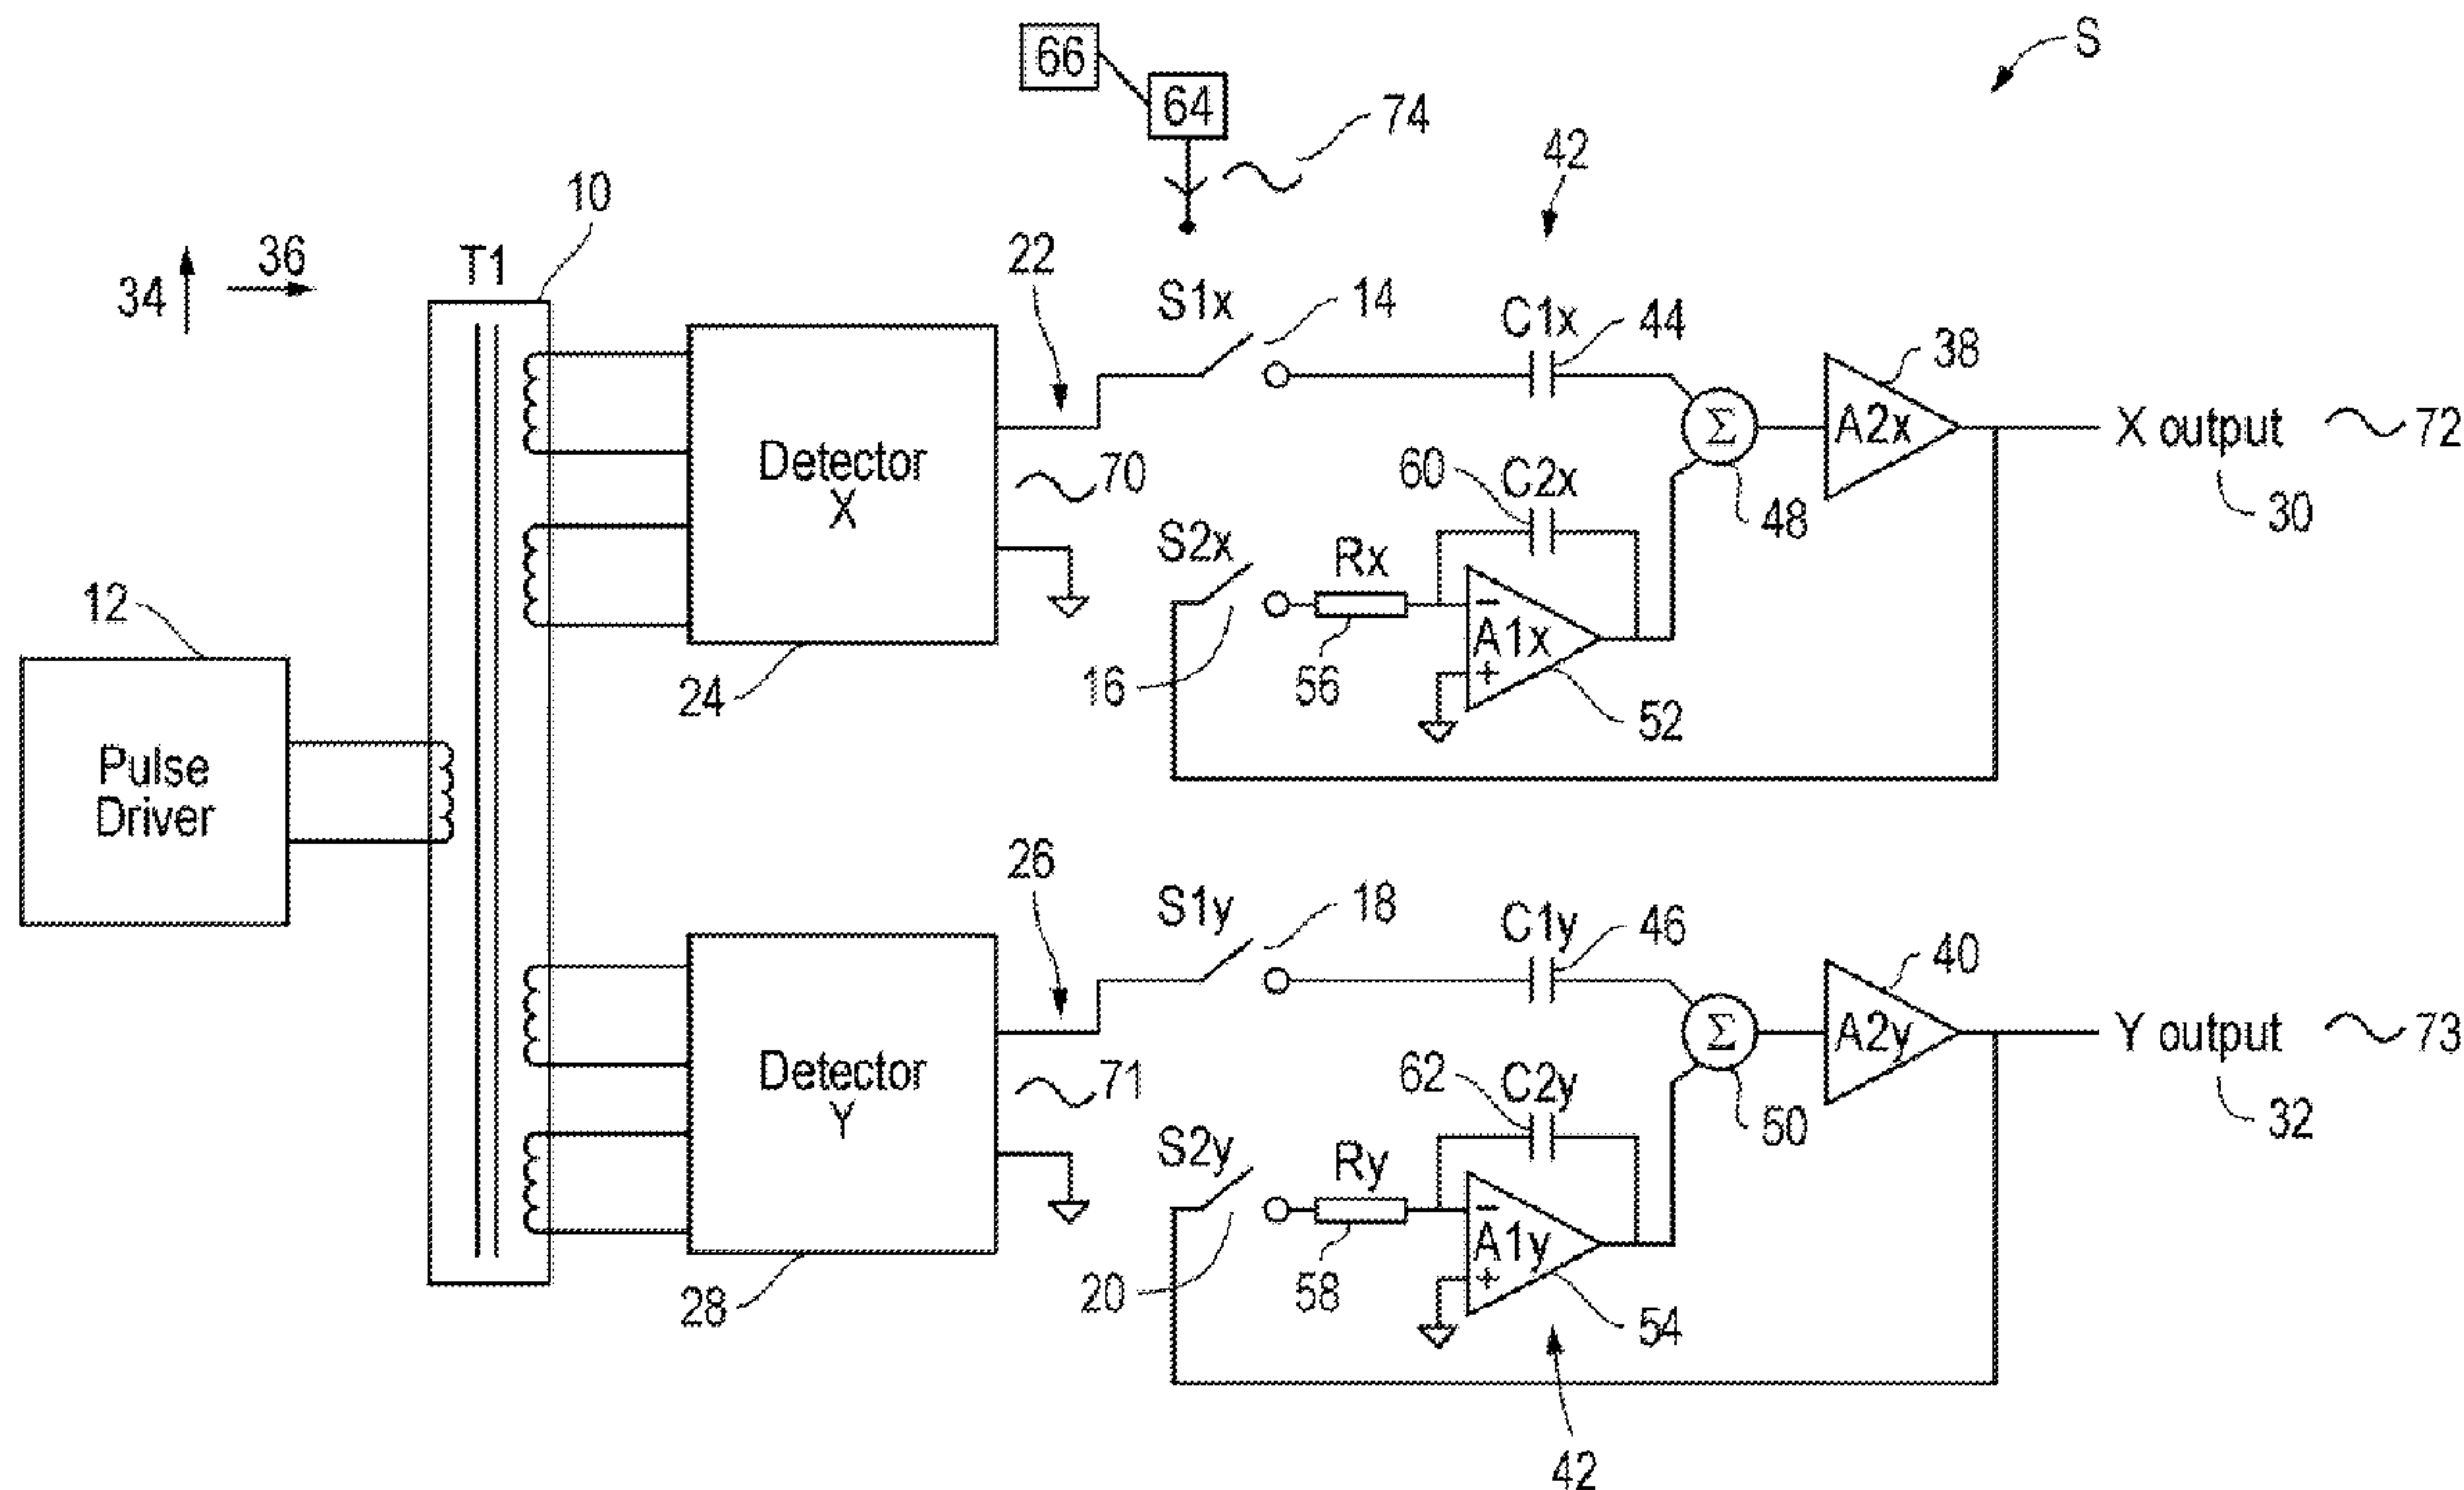 S
66
64
74
42
10
T1
36
34
22
S1x
14
C1x
44
38
Σ
A2x
X output
72
30
48
Detector
X
70
60
C2x
S2x
Rx
−
A1x
+
16
56
52
24
12
Pulse
Driver
26
S1y
18
C1y
46
40
Σ
A2y
Y output
73
32
50
Detector
Y
71
62
C2y
S2y
Ry
−
A1y
+
20
58
54
28
42